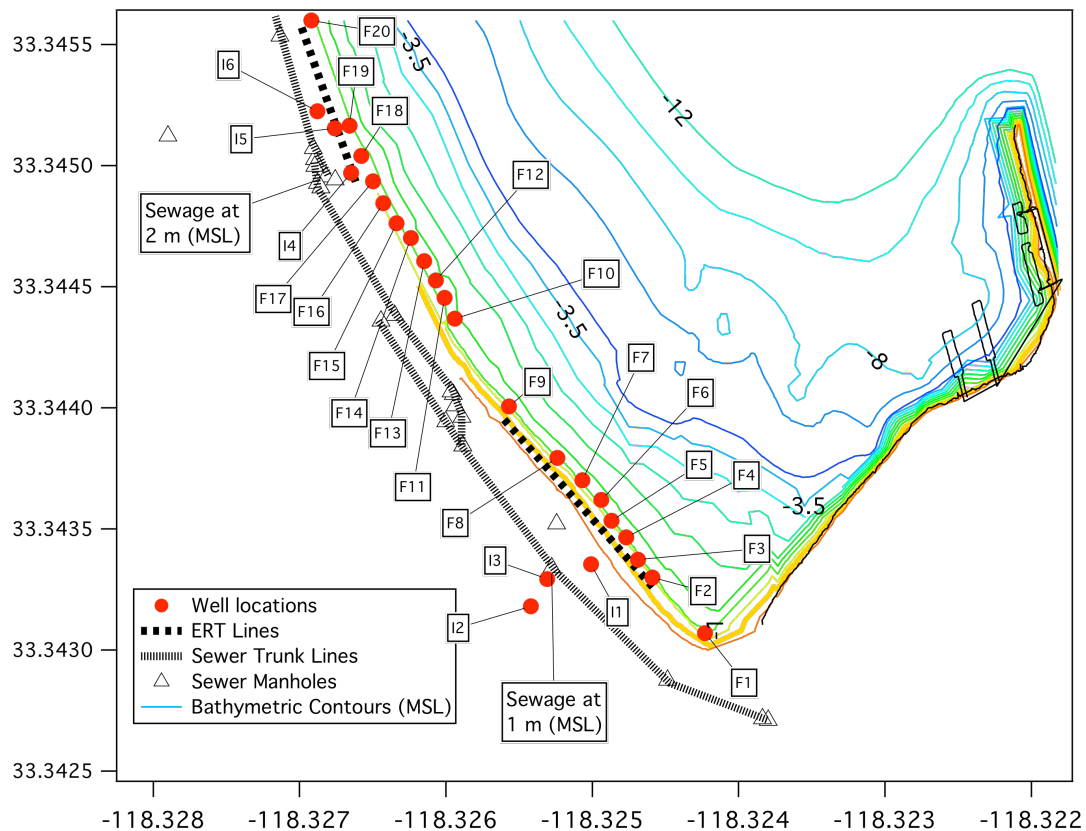 33.3455
33.3450
33.3445
33.3440
33.3435
33.3430
33.3425
-118.328
-118.327
-118.326
-118.325
-118.324
-118.323
-118.322
F20
I6
F19
F18
I5
F12
Sewage at
2 m (MSL)
I4
F10
F17
F16
F15
F7
F9
F6
F14
F13
F11
F5
F4
F8
F3
I3
F2
I1
I2
F1
Sewage at
1 m (MSL)
-3.5
-12
-3.5
-8
-3.5
Well locations
ERT Lines
Sewer Trunk Lines
Sewer Manholes
Bathymetric Contours (MSL)